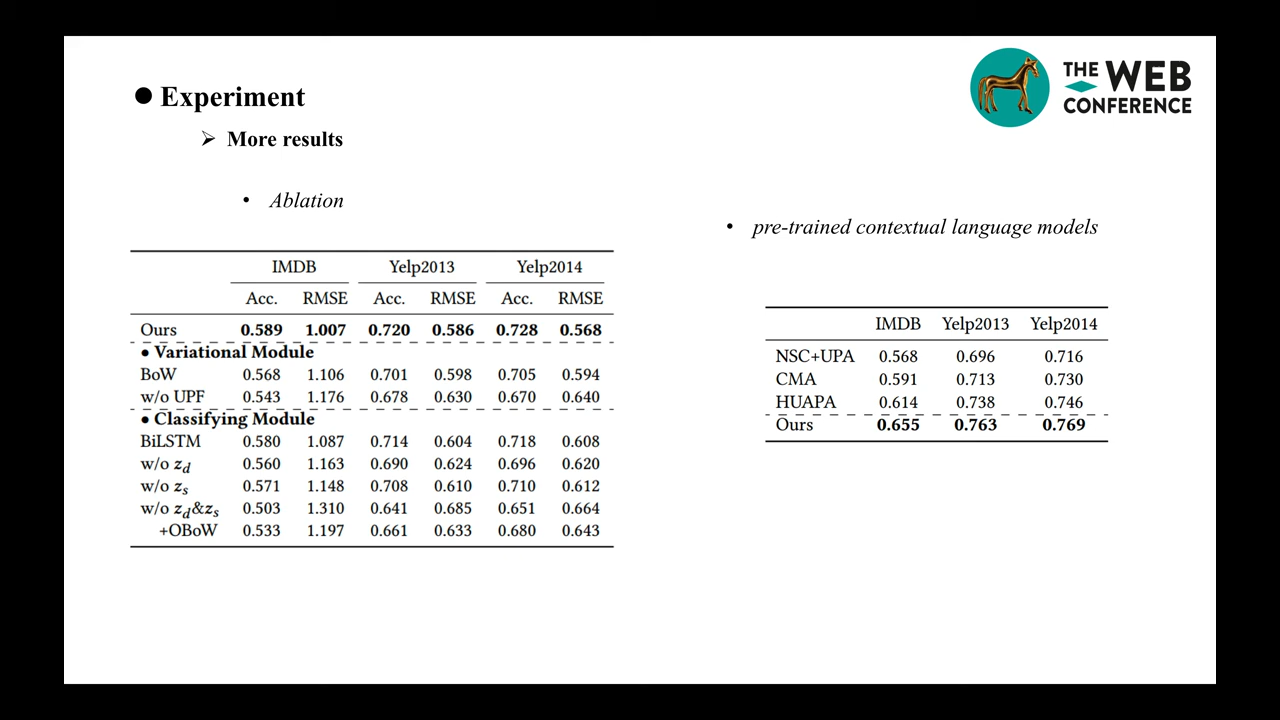 ● Experiment
➢ More results
• Ablation
IMDB Yelp2013 Yelp2014
Acc. RMSE Acc. RMSE Acc. RMSE
Ours 0.589 1.007 0.720 0.586 0.728 0.568
● Variational Module
BoW 0.568 1.106 0.701 0.598 0.705 0.594
w/o UPF 0.543 1.176 0.678 0.630 0.670 0.640
● Classifying Module
BiLSTM 0.580 1.087 0.714 0.604 0.718 0.608
w/o z_d 0.560 1.163 0.690 0.624 0.696 0.620
w/o z_s 0.571 1.148 0.708 0.610 0.710 0.612
w/o z_d&z_s 0.503 1.310 0.641 0.685 0.651 0.664
+OBoW 0.533 1.197 0.661 0.633 0.680 0.643
THE WEB
CONFERENCE
• pre-trained contextual language models
IMDB Yelp2013 Yelp2014
NSC+UPA 0.568 0.696 0.716
CMA 0.591 0.713 0.730
HUAPA 0.614 0.738 0.746
Ours 0.655 0.763 0.769